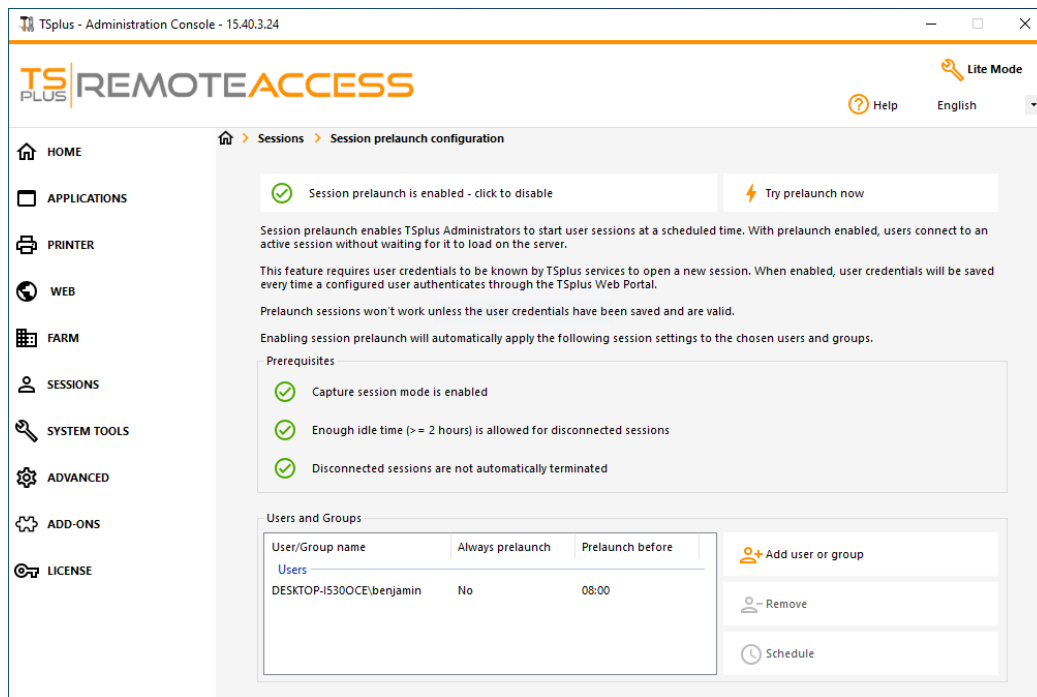 TSplus - Administration Console - 15.40.3.24
TS PLUS REMOTEACCESS
Lite Mode
Help English
HOME
APPLICATIONS
PRINTER
WEB
FARM
SESSIONS
SYSTEM TOOLS
ADVANCED
ADD-ONS
LICENSE
Sessions > Session prelaunch configuration
Session prelaunch is enabled - click to disable
Try prelaunch now
Session prelaunch enables TSplus Administrators to start user sessions at a scheduled time. With prelaunch enabled, users connect to an
active session without waiting for it to load on the server.
This feature requires user credentials to be known by TSplus services to open a new session. When enabled, user credentials will be saved
every time a configured user authenticates through the TSplus Web Portal.
Prelaunch sessions won't work unless the user credentials have been saved and are valid.
Enabling session prelaunch will automatically apply the following session settings to the chosen users and groups.
Prerequisites
Capture session mode is enabled
Enough idle time (>= 2 hours) is allowed for disconnected sessions
Disconnected sessions are not automatically terminated
Users and Groups
User/Group name Always prelaunch Prelaunch before
Users
DESKTOP-I530OCE\benjamin No 08:00
Add user or group
Remove
Schedule